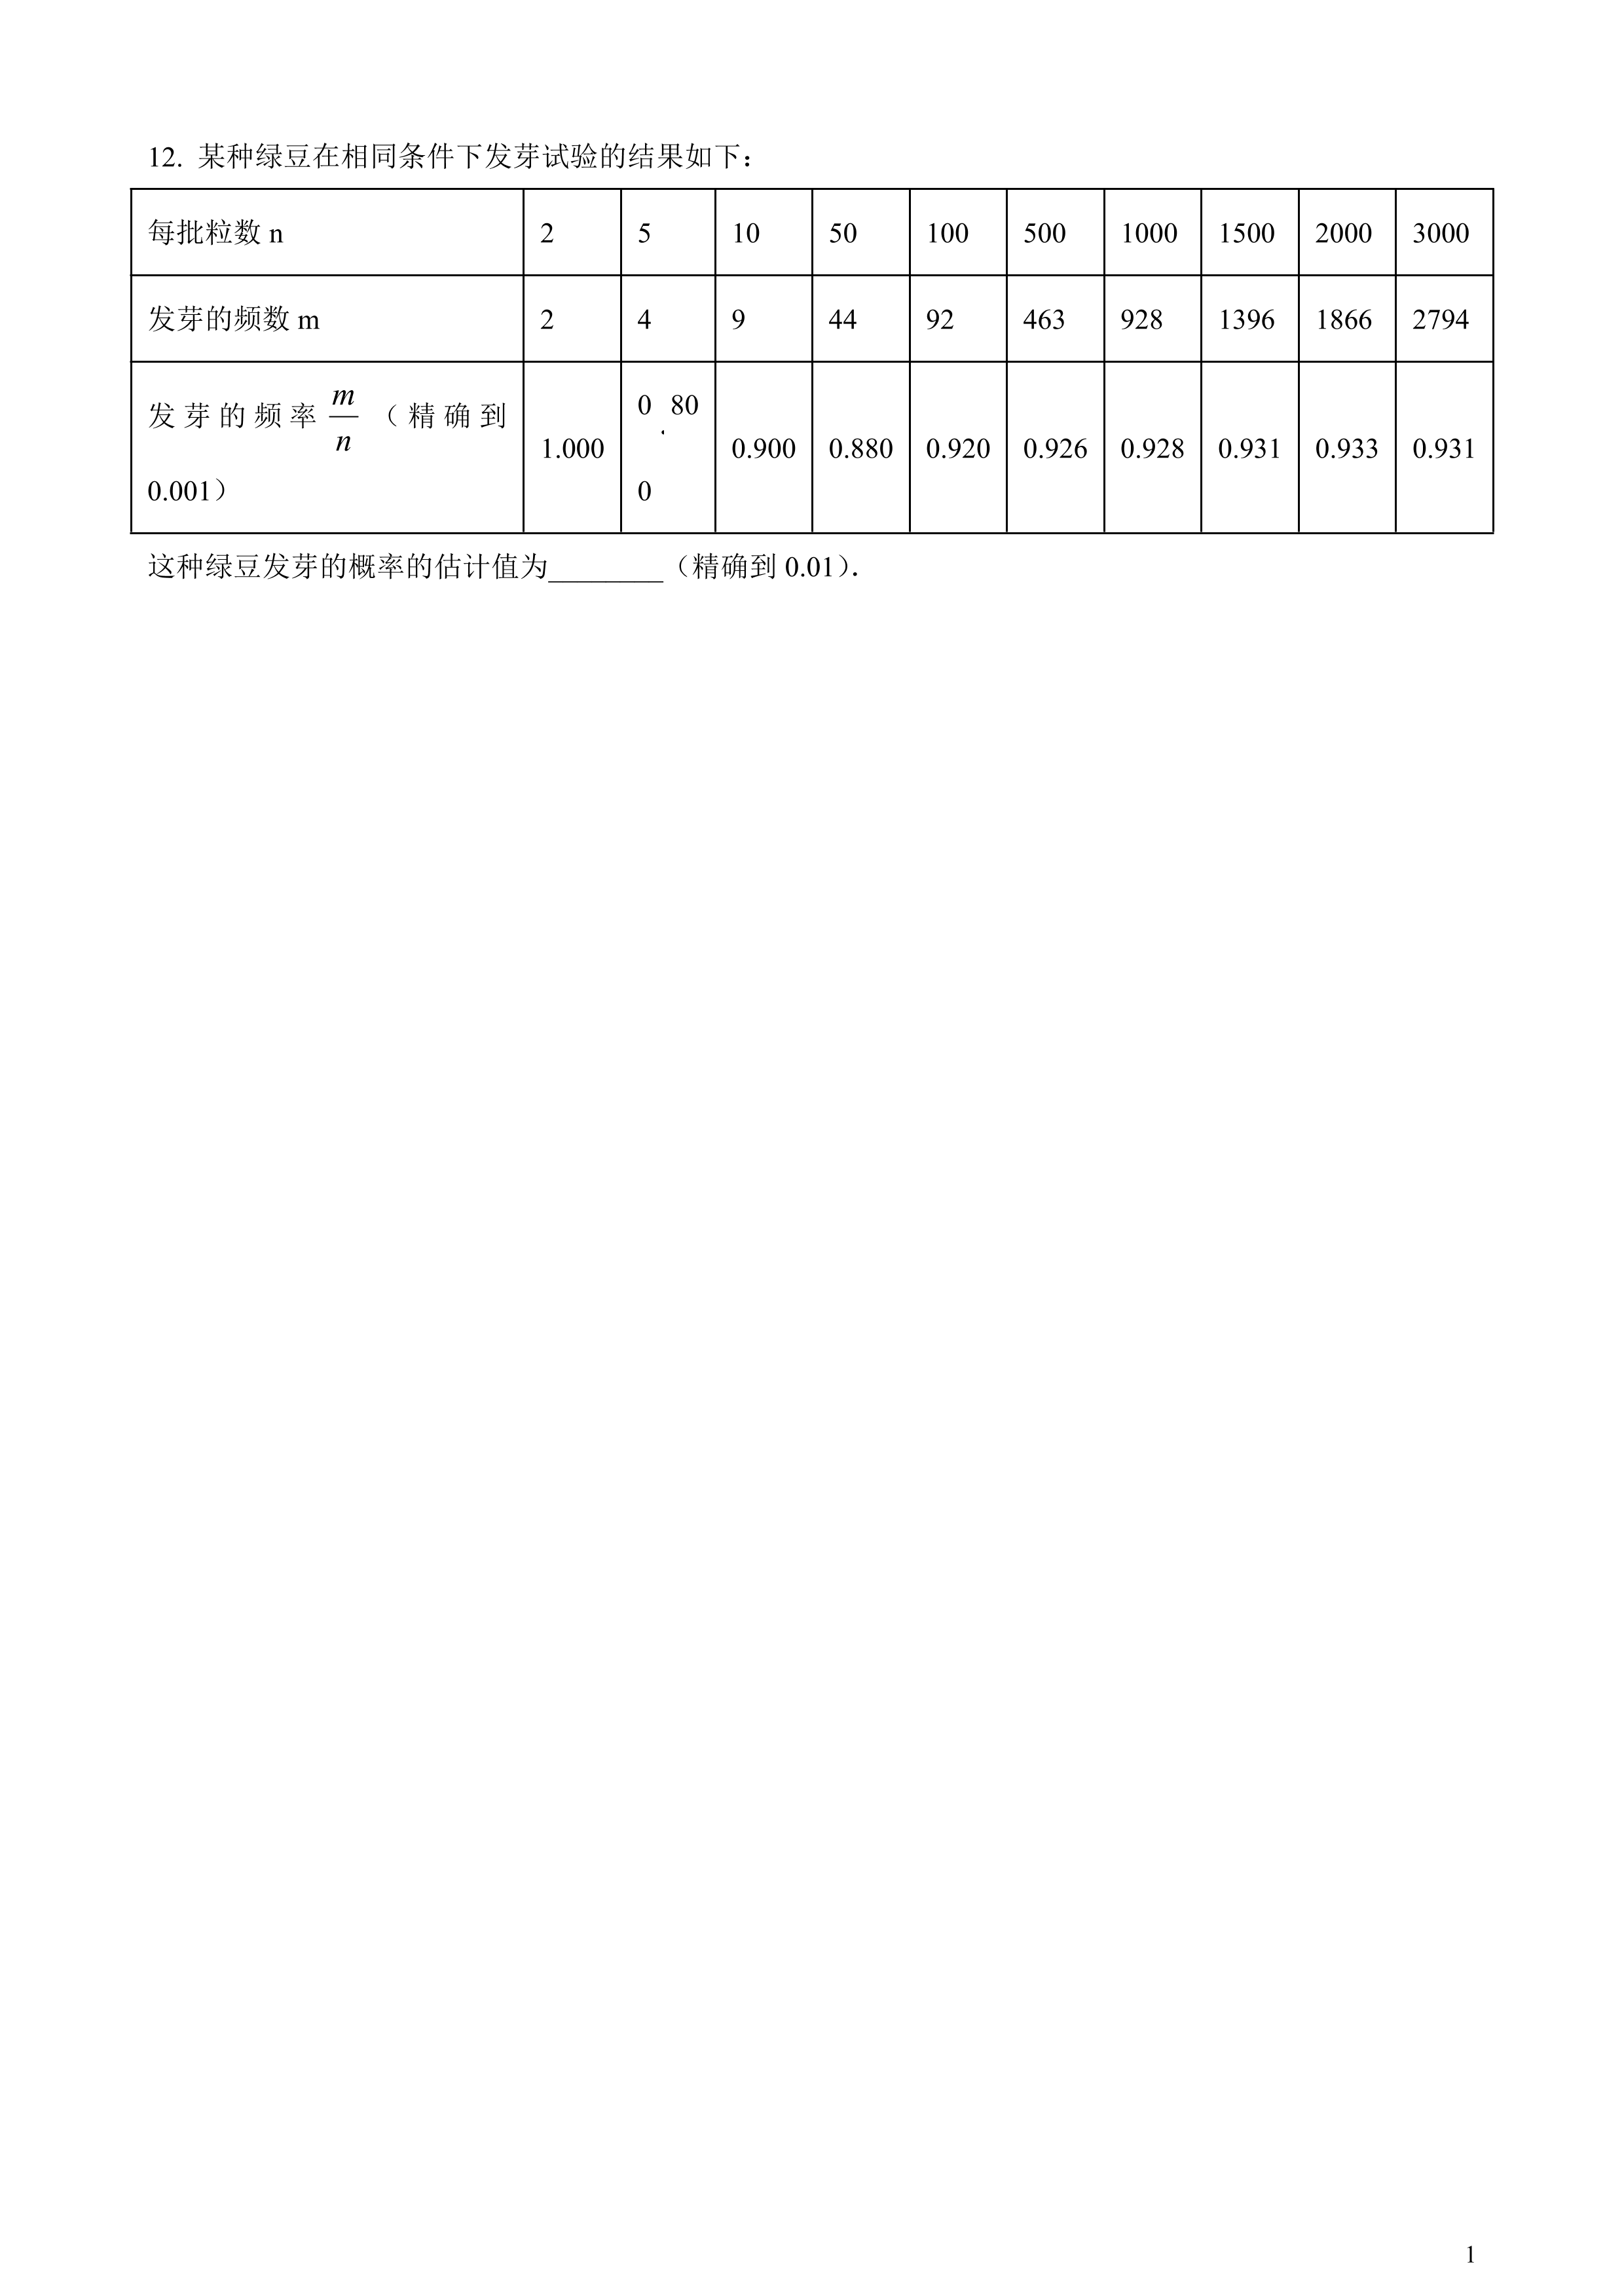 12. 某种绿豆在相同条件下发芽试验的结果如下：
每批粒数 n 2 5 10 50 100 500 1000 1500 2000 3000
发芽的频数 m 2 4 9 44 92 463 928 1396 1866 2794
发芽的频率 m/n （精确到 0.001） 1.000 0.800 0.900 0.880 0.920 0.926 0.928 0.931 0.933 0.931
这种绿豆发芽的概率的估计值为________（精确到 0.01）.
1